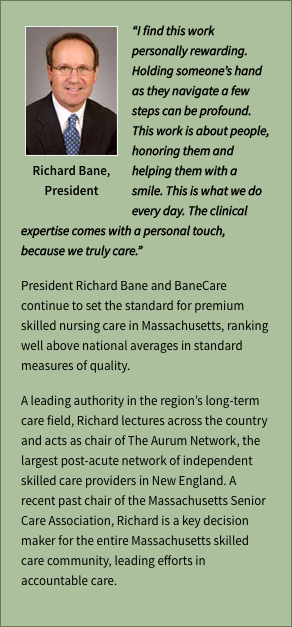 “I find this work
personally rewarding.
Holding someone’s hand
as they navigate a few
steps can be profound.
This work is about people,
honoring them and
helping them with a
smile. This is what we do
every day. The clinical
expertise comes with a personal touch,
because we truly care.”
Richard Bane,
President
President Richard Bane and BaneCare
continue to set the standard for premium
skilled nursing care in Massachusetts, ranking
well above national averages in standard
measures of quality.
A leading authority in the region’s long-term
care field, Richard lectures across the country
and acts as chair of The Aurum Network, the
largest post-acute network of independent
skilled care providers in New England. A
recent past chair of the Massachusetts Senior
Care Association, Richard is a key decision
maker for the entire Massachusetts skilled
care community, leading efforts in
accountable care.